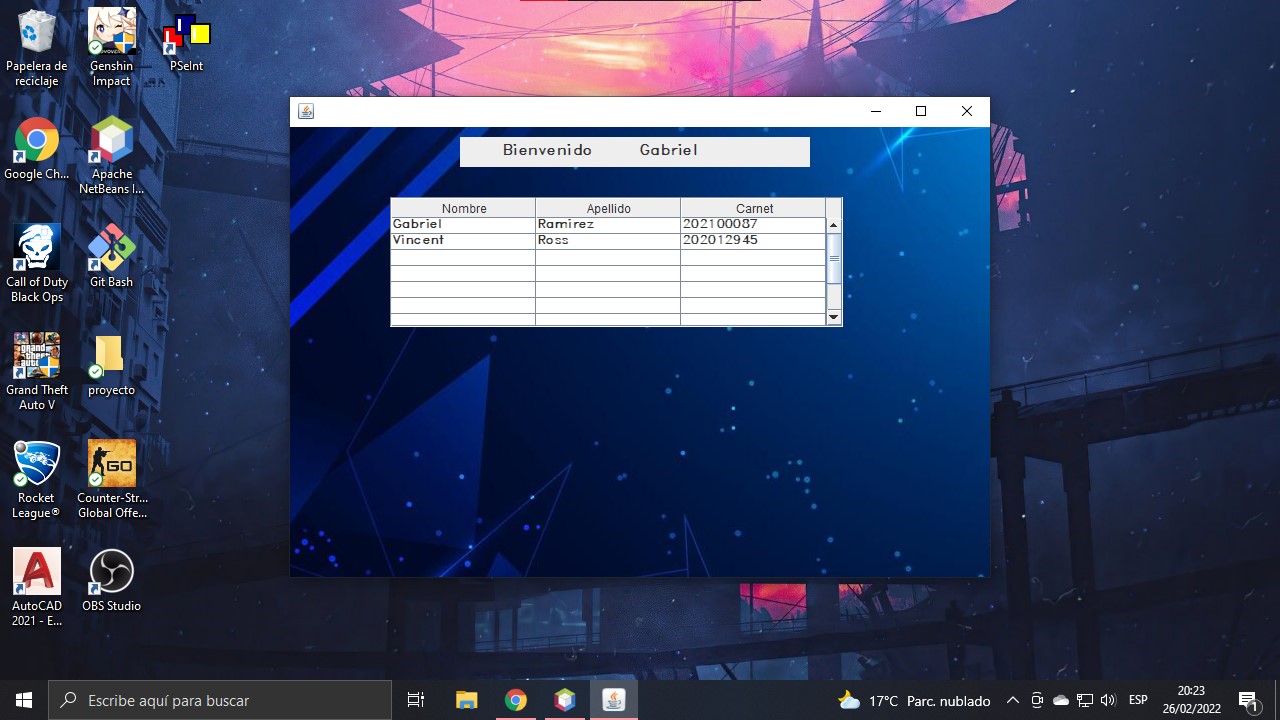 Papelera de
reciclaje
Genshin
Impact
PSeInt
Google Ch...
Apache
NetBeans I...
Call of Duty
Black Ops
Git Bash
Grand Theft
Auto V
proyecto
Rocket
League®
Counter-Str...
Global Offe...
AutoCAD
2021 - E...
OBS Studio
Bienvenido Gabriel
Nombre Apellido Carnet
Gabriel Ramirez 202100087
Vincent Ross 202012945
Escribe aquí para buscar
17°C Parc. nublado
ESP
20:23
26/02/2022
1